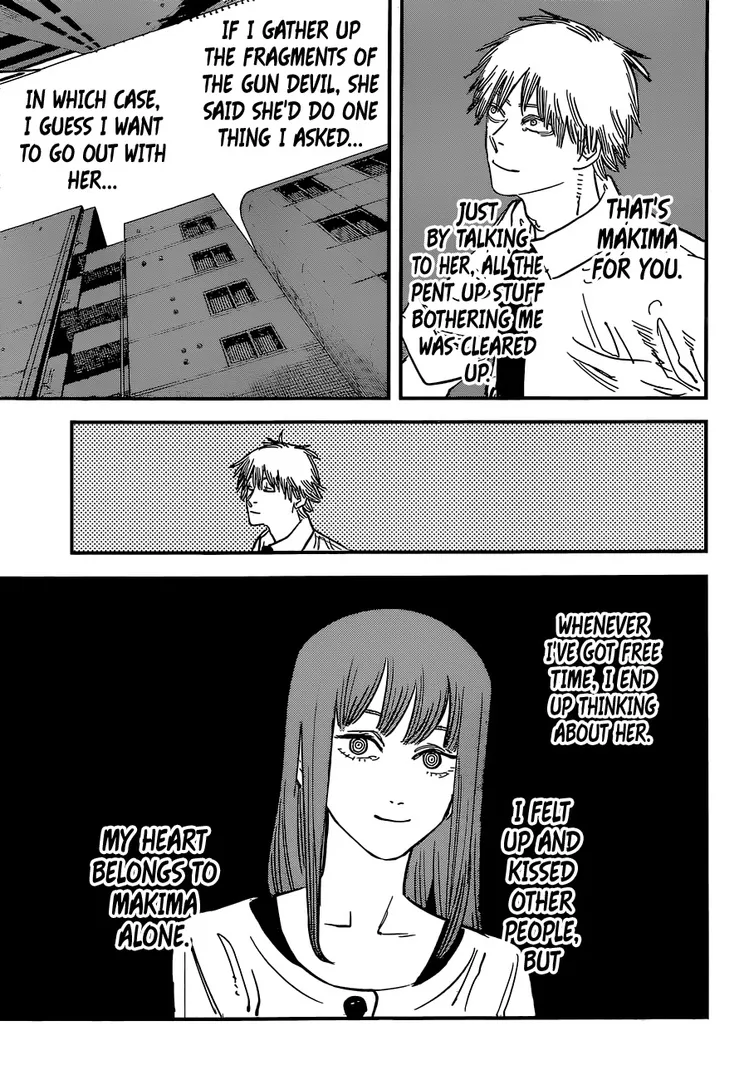 THAT'S
MAKIMA
FOR YOU.
JUST
BY TALKING
TO HER, ALL THE
PENT UP STUFF
BOTHERING ME
WAS CLEARED
UP.
IF I GATHER UP
THE FRAGMENTS OF
THE GUN DEVIL, SHE
SAID SHE'D DO ONE
THING I ASKED...
IN WHICH CASE,
I GUESS I WANT
TO GO OUT WITH
HER...
WHENEVER
I'VE GOT FREE
TIME, I END
UP THINKING
ABOUT HER.
I FELT
UP AND
KISSED
OTHER
PEOPLE,
BUT
MY HEART
BELONGS TO
MAKIMA
ALONE.